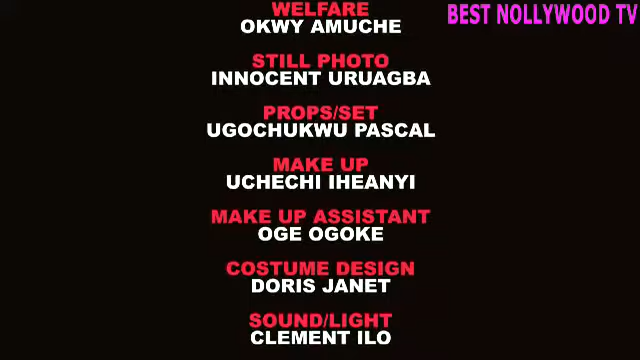 BEST NOLLYWOOD TV
WELFARE
OKWY AMUCHE
STILL PHOTO
INNOCENT URUAGBA
PROPS/SET
UGOCHUKWU PASCAL
MAKE UP
UCHECHI IHEANYI
MAKE UP ASSISTANT
OGE OGOKE
COSTUME DESIGN
DORIS JANET
SOUND/LIGHT
CLEMENT ILO